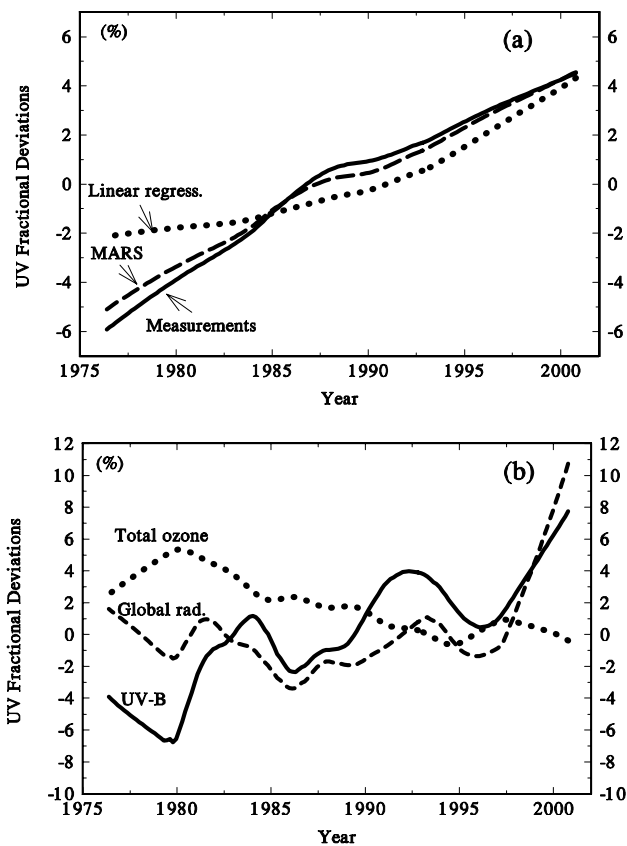 (%)
(a)
6
4
2
0
-2
-4
-6
6
4
2
0
-2
-4
-6
UV Fractional Deviations
Linear regress.
MARS
Measurements
1975 1980 1985 1990 1995 2000
Year
(%)
(b)
12
10
8
6
4
2
0
-2
-4
-6
-8
-10
12
10
8
6
4
2
0
-2
-4
-6
-8
-10
UV Fractional Deviations
Total ozone
Global rad.
UV-B
1975 1980 1985 1990 1995 2000
Year